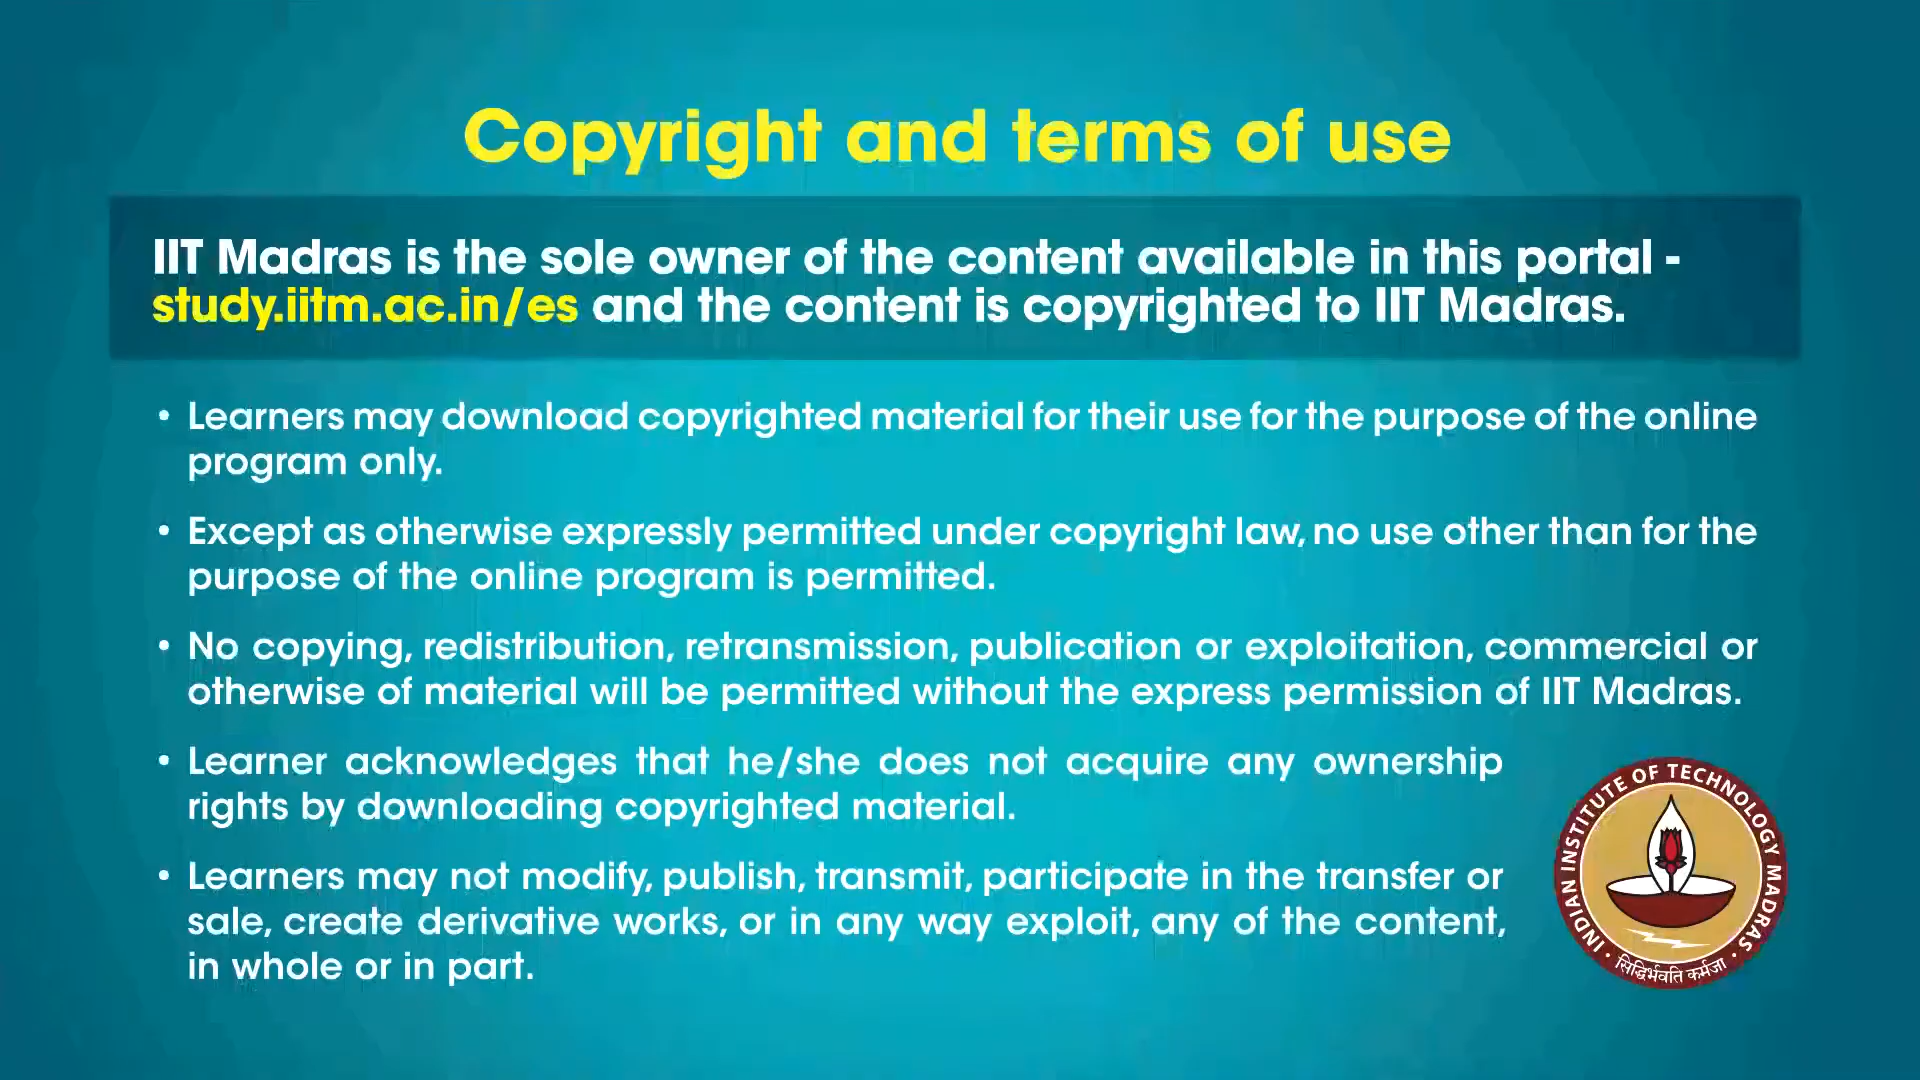 Copyright and terms of use
IIT Madras is the sole owner of the content available in this portal -
study.iitm.ac.in/es and the content is copyrighted to IIT Madras.
• Learners may download copyrighted material for their use for the purpose of the online
program only.
• Except as otherwise expressly permitted under copyright law, no use other than for the
purpose of the online program is permitted.
• No copying, redistribution, retransmission, publication or exploitation, commercial or
otherwise of material will be permitted without the express permission of IIT Madras.
• Learner acknowledges that he/she does not acquire any ownership
rights by downloading copyrighted material.
• Learners may not modify, publish, transmit, participate in the transfer or
sale, create derivative works, or in any way exploit, any of the content,
in whole or in part.
INDIAN INSTITUTE OF TECHNOLOGY MADRAS
सिद्धिर्भवति कर्मजा